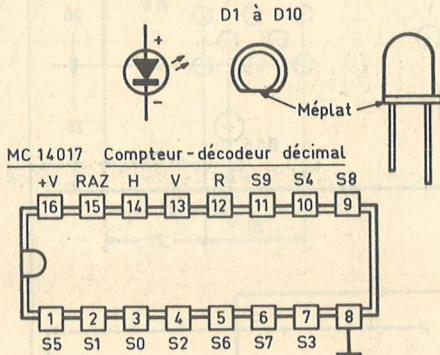 D1 à D10
+
-
Méplat
MC 14017 Compteur-décodeur décimal
+V RAZ H V R S9 S4 S8
16 15 14 13 12 11 10 9
1 2 3 4 5 6 7 8
S5 S1 S0 S2 S6 S7 S3